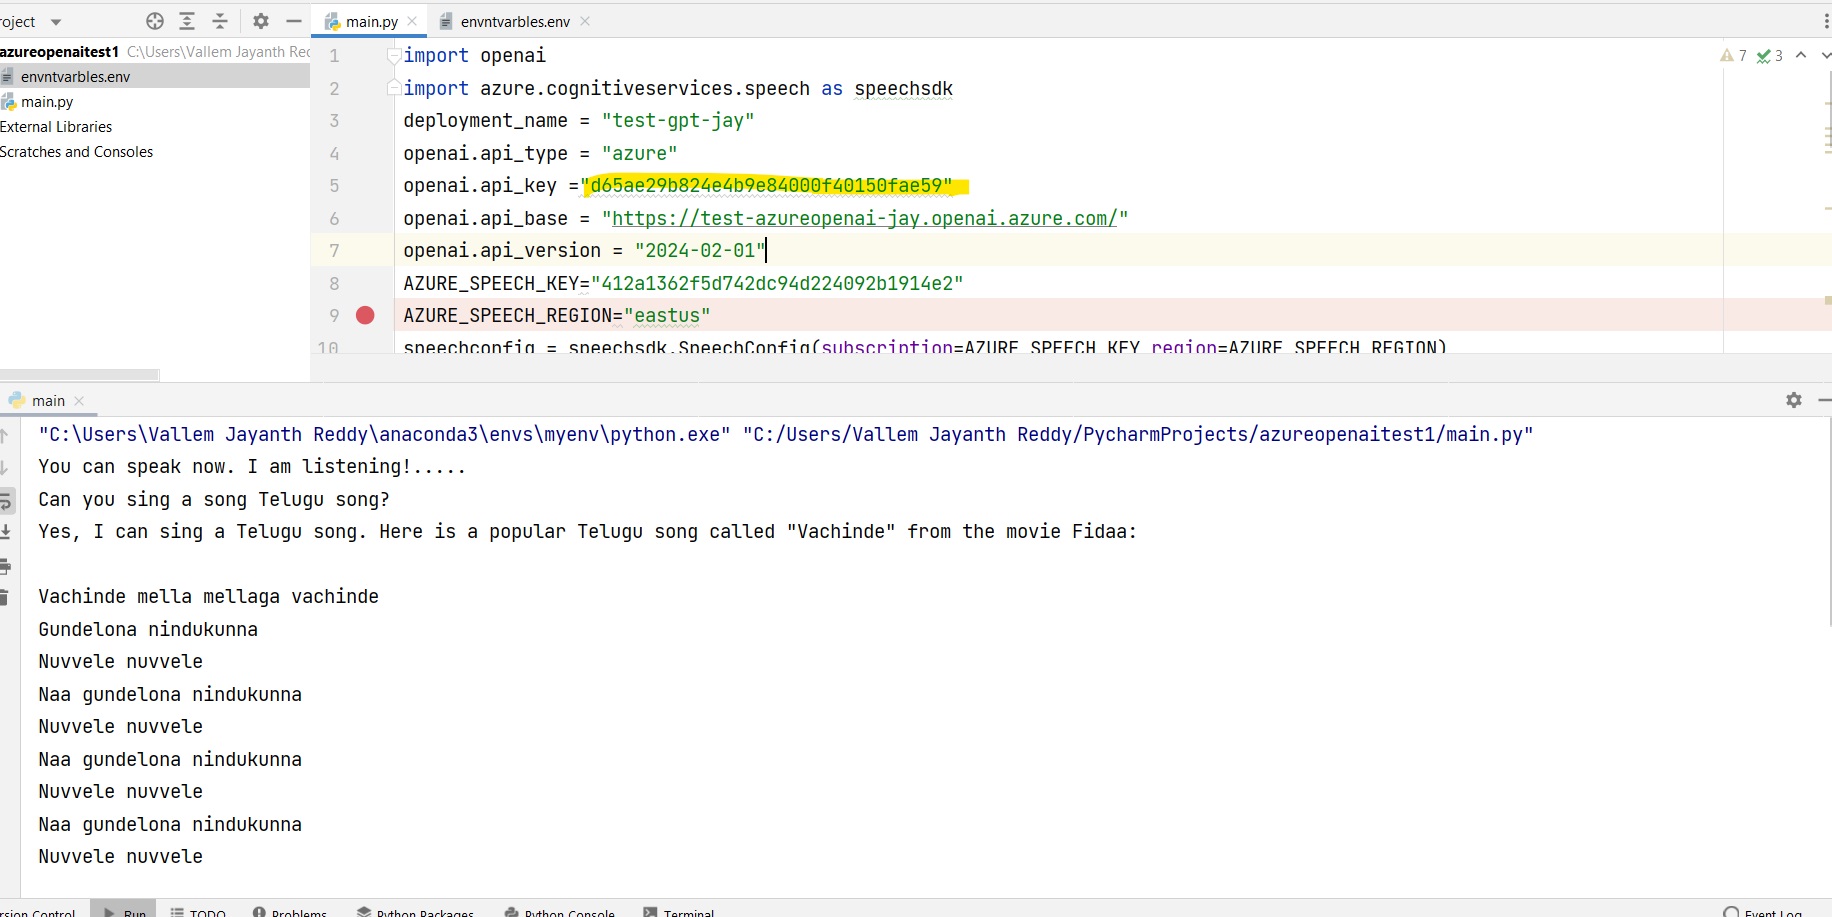 roject
main.py
envntvarbles.env
azureopenaitest1 C:\Users\Vallem Jayanth Rec
envntvarbles.env
main.py
External Libraries
Scratches and Consoles
7 3
1 import openai
2 import azure.cognitiveservices.speech as speechsdk
3 deployment_name = "test-gpt-jay"
4 openai.api_type = "azure"
5 openai.api_key ="d65ae29b824e4b9e84000f40150fae59"
6 openai.api_base = "https://test-azureopenai-jay.openai.azure.com/"
7 openai.api_version = "2024-02-01"
8 AZURE_SPEECH_KEY="412a1362f5d742dc94d224092b1914e2"
9 AZURE_SPEECH_REGION="eastus"
10 speechconfig = speechsdk.SpeechConfig(subscription=AZURE_SPEECH_KEY,region=AZURE_SPEECH_REGION)
main
"C:\Users\Vallem Jayanth Reddy\anaconda3\envs\myenv\python.exe" "C:/Users/Vallem Jayanth Reddy/PycharmProjects/azureopenaitest1/main.py"
You can speak now. I am listening!.....
Can you sing a song Telugu song?
Yes, I can sing a Telugu song. Here is a popular Telugu song called "Vachinde" from the movie Fidaa:
Vachinde mella mellaga vachinde
Gundelona nindukunna
Nuvvele nuvvele
Naa gundelona nindukunna
Nuvvele nuvvele
Naa gundelona nindukunna
Nuvvele nuvvele
Naa gundelona nindukunna
Nuvvele nuvvele
rsion Control Run TODO Problems Python Packages Python Console Terminal Event Log